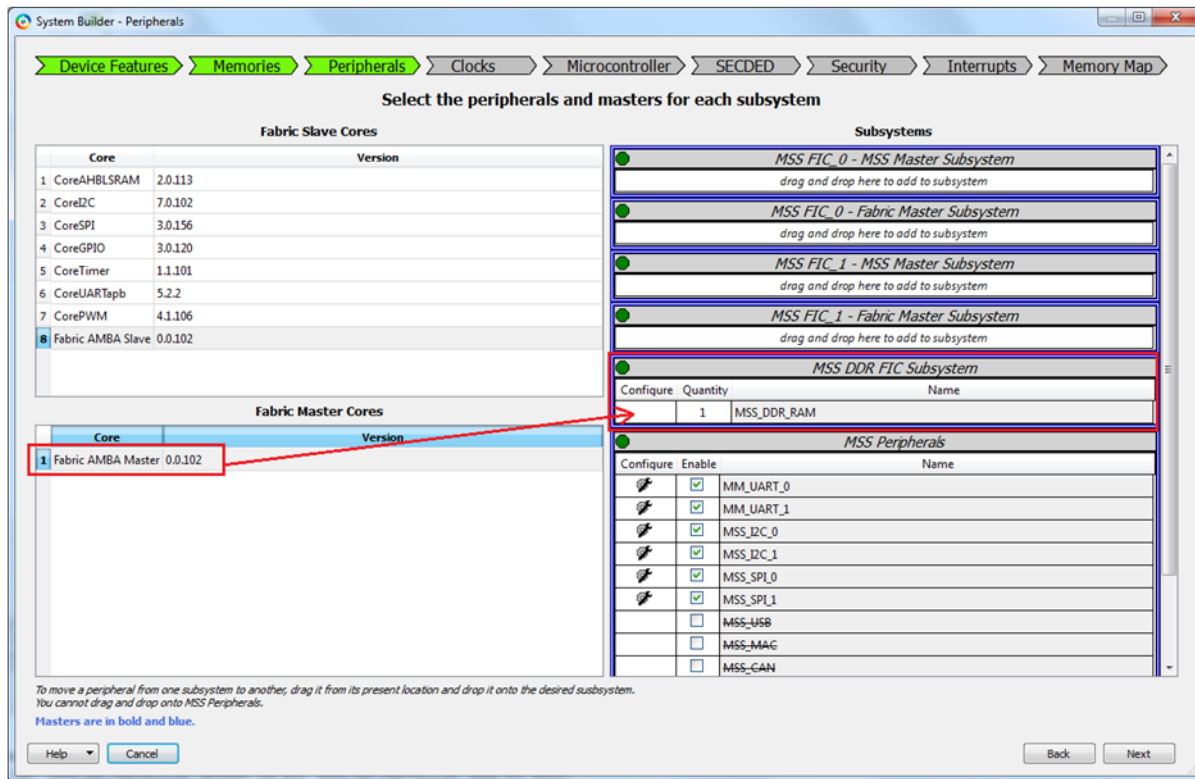 System Builder - Peripherals
Device Features Memories Peripherals Clocks Microcontroller SECDED Security Interrupts Memory Map
Select the peripherals and masters for each subsystem
Fabric Slave Cores
Core Version
1 CoreAHBLSRAM 2.0.113
2 CoreI2C 7.0.102
3 CoreSPI 3.0.156
4 CoreGPIO 3.0.120
5 CoreTimer 1.1.101
6 CoreUARTapb 5.2.2
7 CorePWM 4.1.106
8 Fabric AMBA Slave 0.0.102
Fabric Master Cores
Core Version
1 Fabric AMBA Master 0.0.102
Subsystems
MSS FIC_0 - MSS Master Subsystem
drag and drop here to add to subsystem
MSS FIC_0 - Fabric Master Subsystem
drag and drop here to add to subsystem
MSS FIC_1 - MSS Master Subsystem
drag and drop here to add to subsystem
MSS FIC_1 - Fabric Master Subsystem
drag and drop here to add to subsystem
MSS DDR FIC Subsystem
Configure Quantity Name
1 MSS_DDR_RAM
MSS Peripherals
Configure Enable Name
MM_UART_0
MM_UART_1
MSS_I2C_0
MSS_I2C_1
MSS_SPI_0
MSS_SPI_1
MSS_USB
MSS_MAC
MSS_CAN
To move a peripheral from one subsystem to another, drag it from its present location and drop it onto the desired susbsystem.
You cannot drag and drop onto MSS Peripherals.
Masters are in bold and blue.
Help Cancel Back Next